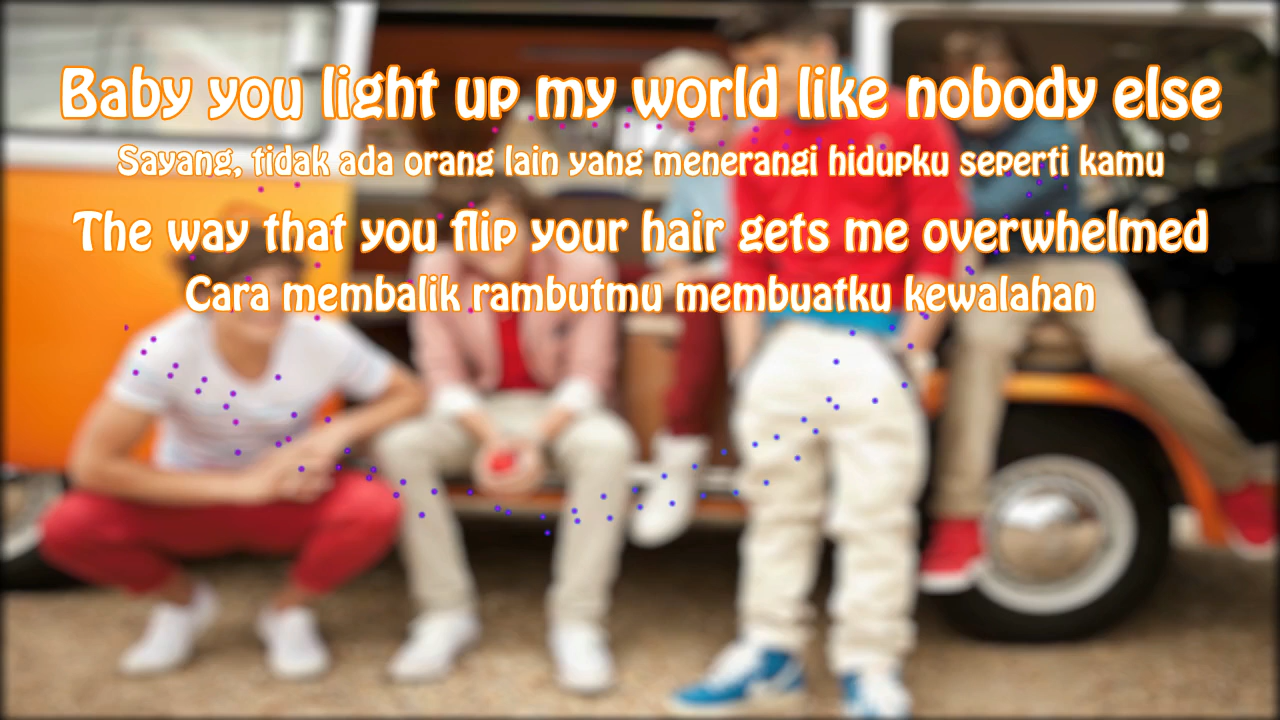 Baby you light up my world like nobody else
Sayang, tidak ada orang lain yang menerangi hidupku seperti kamu
The way that you flip your hair gets me overwhelmed
Cara membalik rambutmu membuatku kewalahan